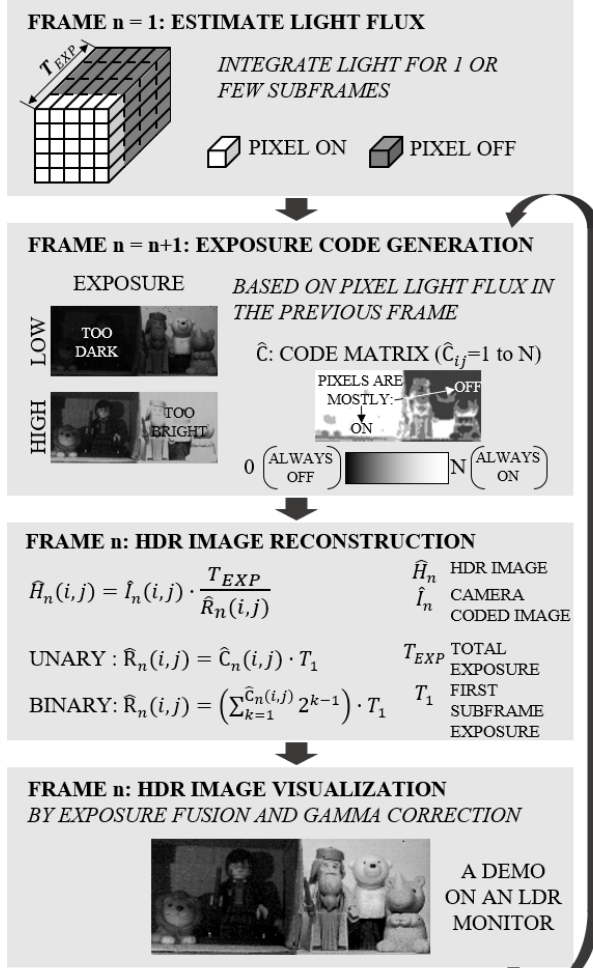 FRAME n = 1: ESTIMATE LIGHT FLUX
T_EXP
INTEGRATE LIGHT FOR 1 OR
FEW SUBFRAMES
PIXEL ON
PIXEL OFF
FRAME n = n+1: EXPOSURE CODE GENERATION
EXPOSURE
LOW
TOO
DARK
HIGH
TOO
BRIGHT
BASED ON PIXEL LIGHT FLUX IN
THE PREVIOUS FRAME
Ĉ: CODE MATRIX (Ĉ_ij=1 to N)
PIXELS ARE
MOSTLY:
OFF
ON
0 (ALWAYS
OFF)
N (ALWAYS
ON)
FRAME n: HDR IMAGE RECONSTRUCTION
Ĥ_n(i,j) = Î_n(i,j) · T_EXP / R̂_n(i,j)
UNARY : R̂_n(i,j) = Ĉ_n(i,j) · T_1
BINARY: R̂_n(i,j) = (∑_{k=1}^{Ĉ_n(i,j)} 2^{k−1}) · T_1
Ĥ_n HDR IMAGE
Î_n CAMERA
CODED IMAGE
T_EXP TOTAL
EXPOSURE
T_1 FIRST
SUBFRAME
EXPOSURE
FRAME n: HDR IMAGE VISUALIZATION
BY EXPOSURE FUSION AND GAMMA CORRECTION
A DEMO
ON AN LDR
MONITOR